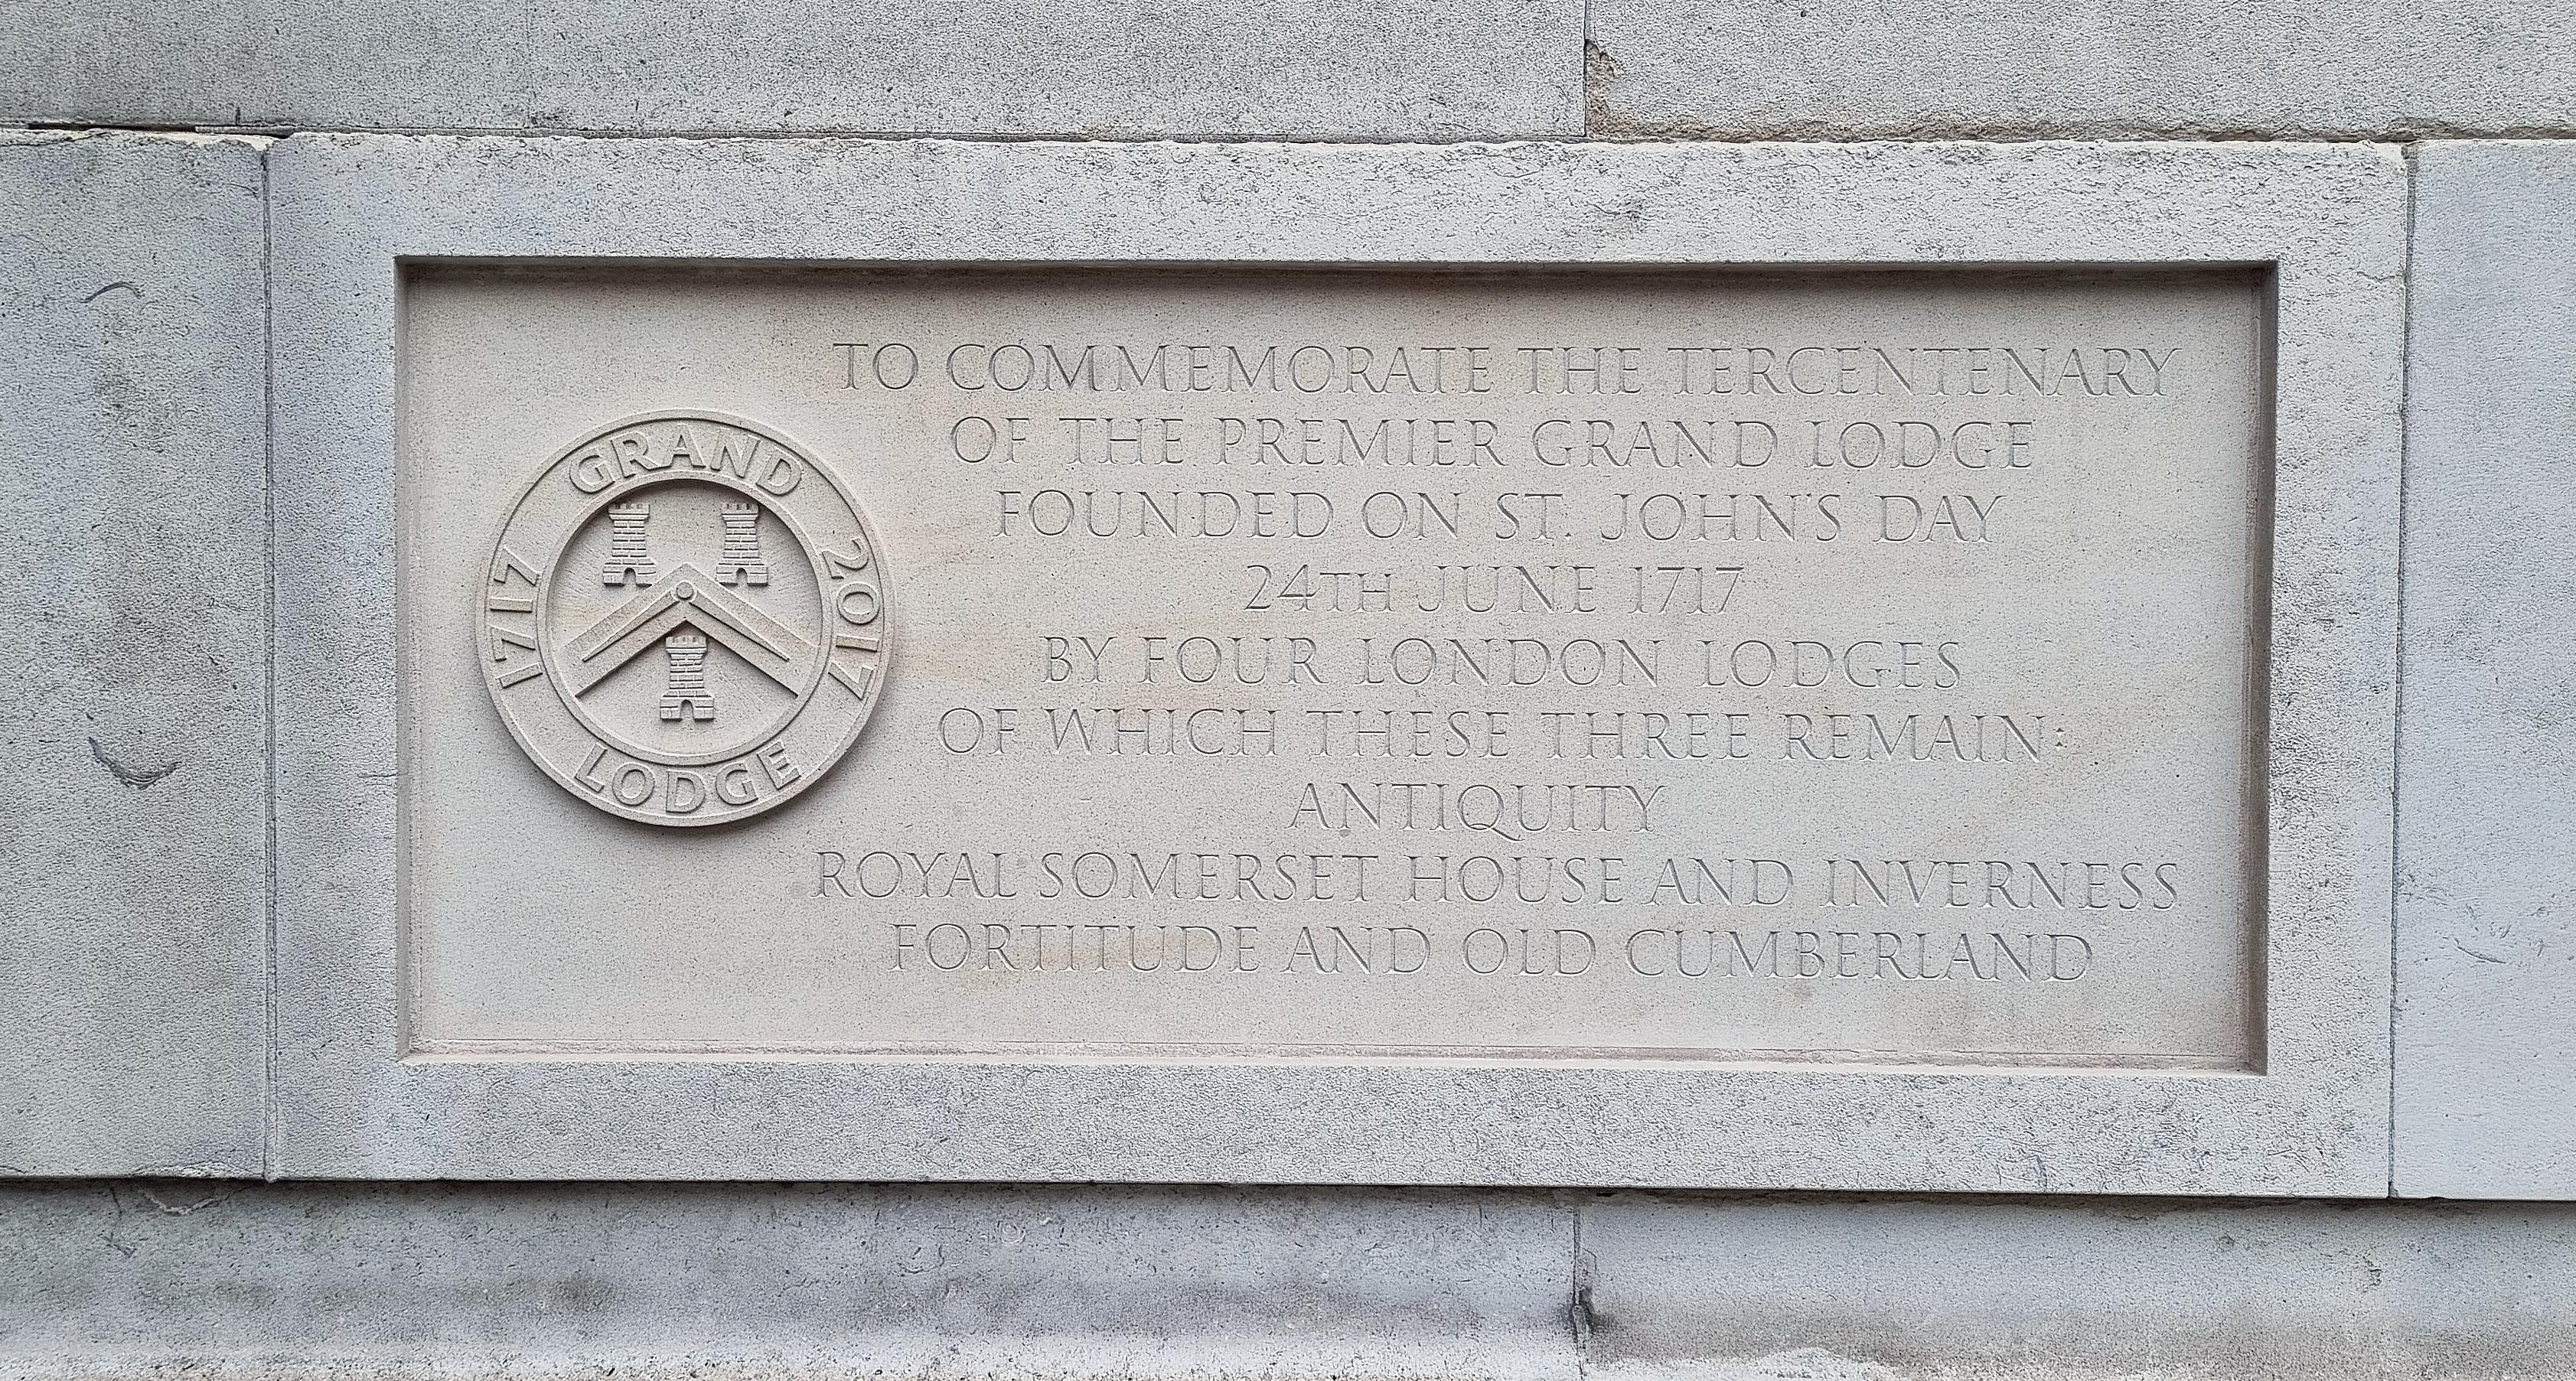 GRAND
1717
2017
LODGE
TO COMMEMORATE THE TERCENTENARY
OF THE PREMIER GRAND LODGE
FOUNDED ON ST. JOHN'S DAY
24TH JUNE 1717
BY FOUR LONDON LODGES
OF WHICH THESE THREE REMAIN:
ANTIQUITY
ROYAL SOMERSET HOUSE AND INVERNESS
FORTITUDE AND OLD CUMBERLAND